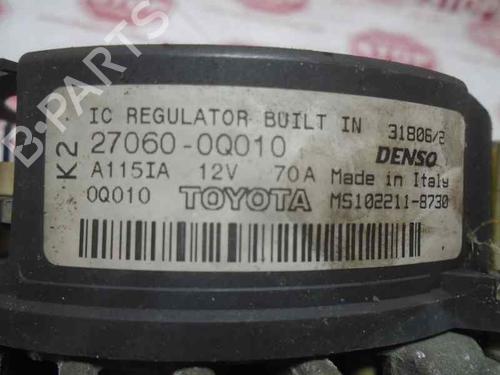 IC REGULATOR BUILT IN 31806/2
K2
27060-0Q010 DENSO
A115IA 12V 70A Made in Italy
0Q010 TOYOTA MS102211-8730
B-PARTS